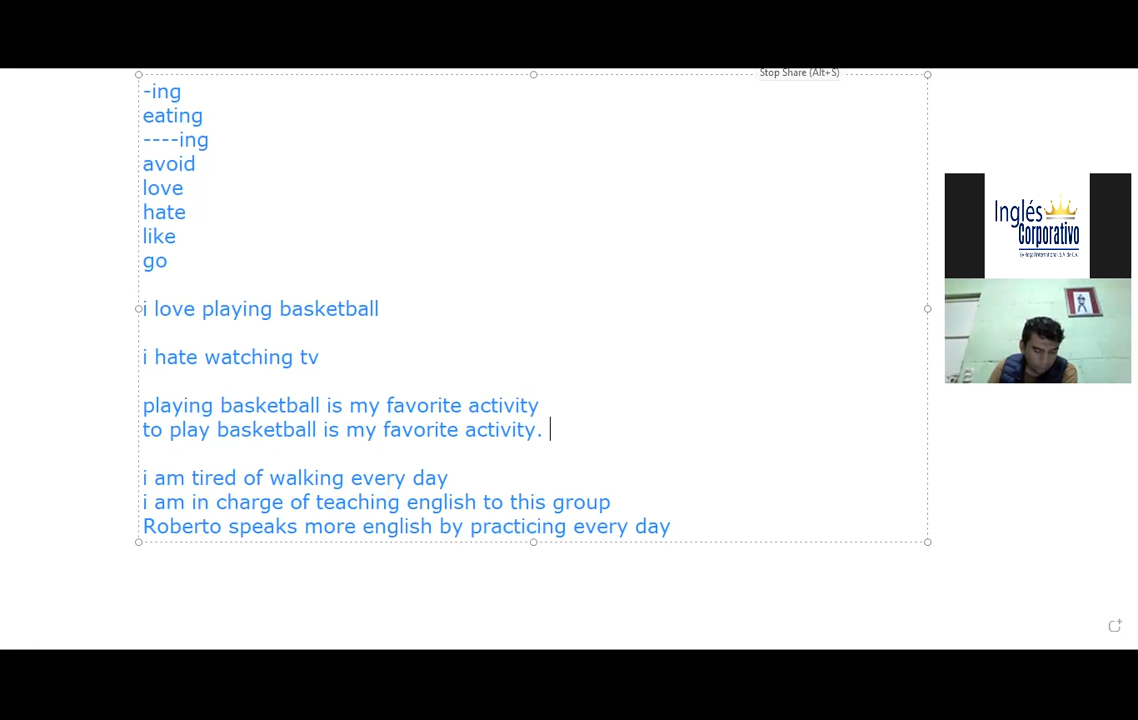 Stop Share (Alt+S)
-ing
eating
----ing
avoid
love
hate
like
go
i love playing basketball
i hate watching tv
playing basketball is my favorite activity
to play basketball is my favorite activity.
i am tired of walking every day
i am in charge of teaching english to this group
Roberto speaks more english by practicing every day
Inglés
Corporativo